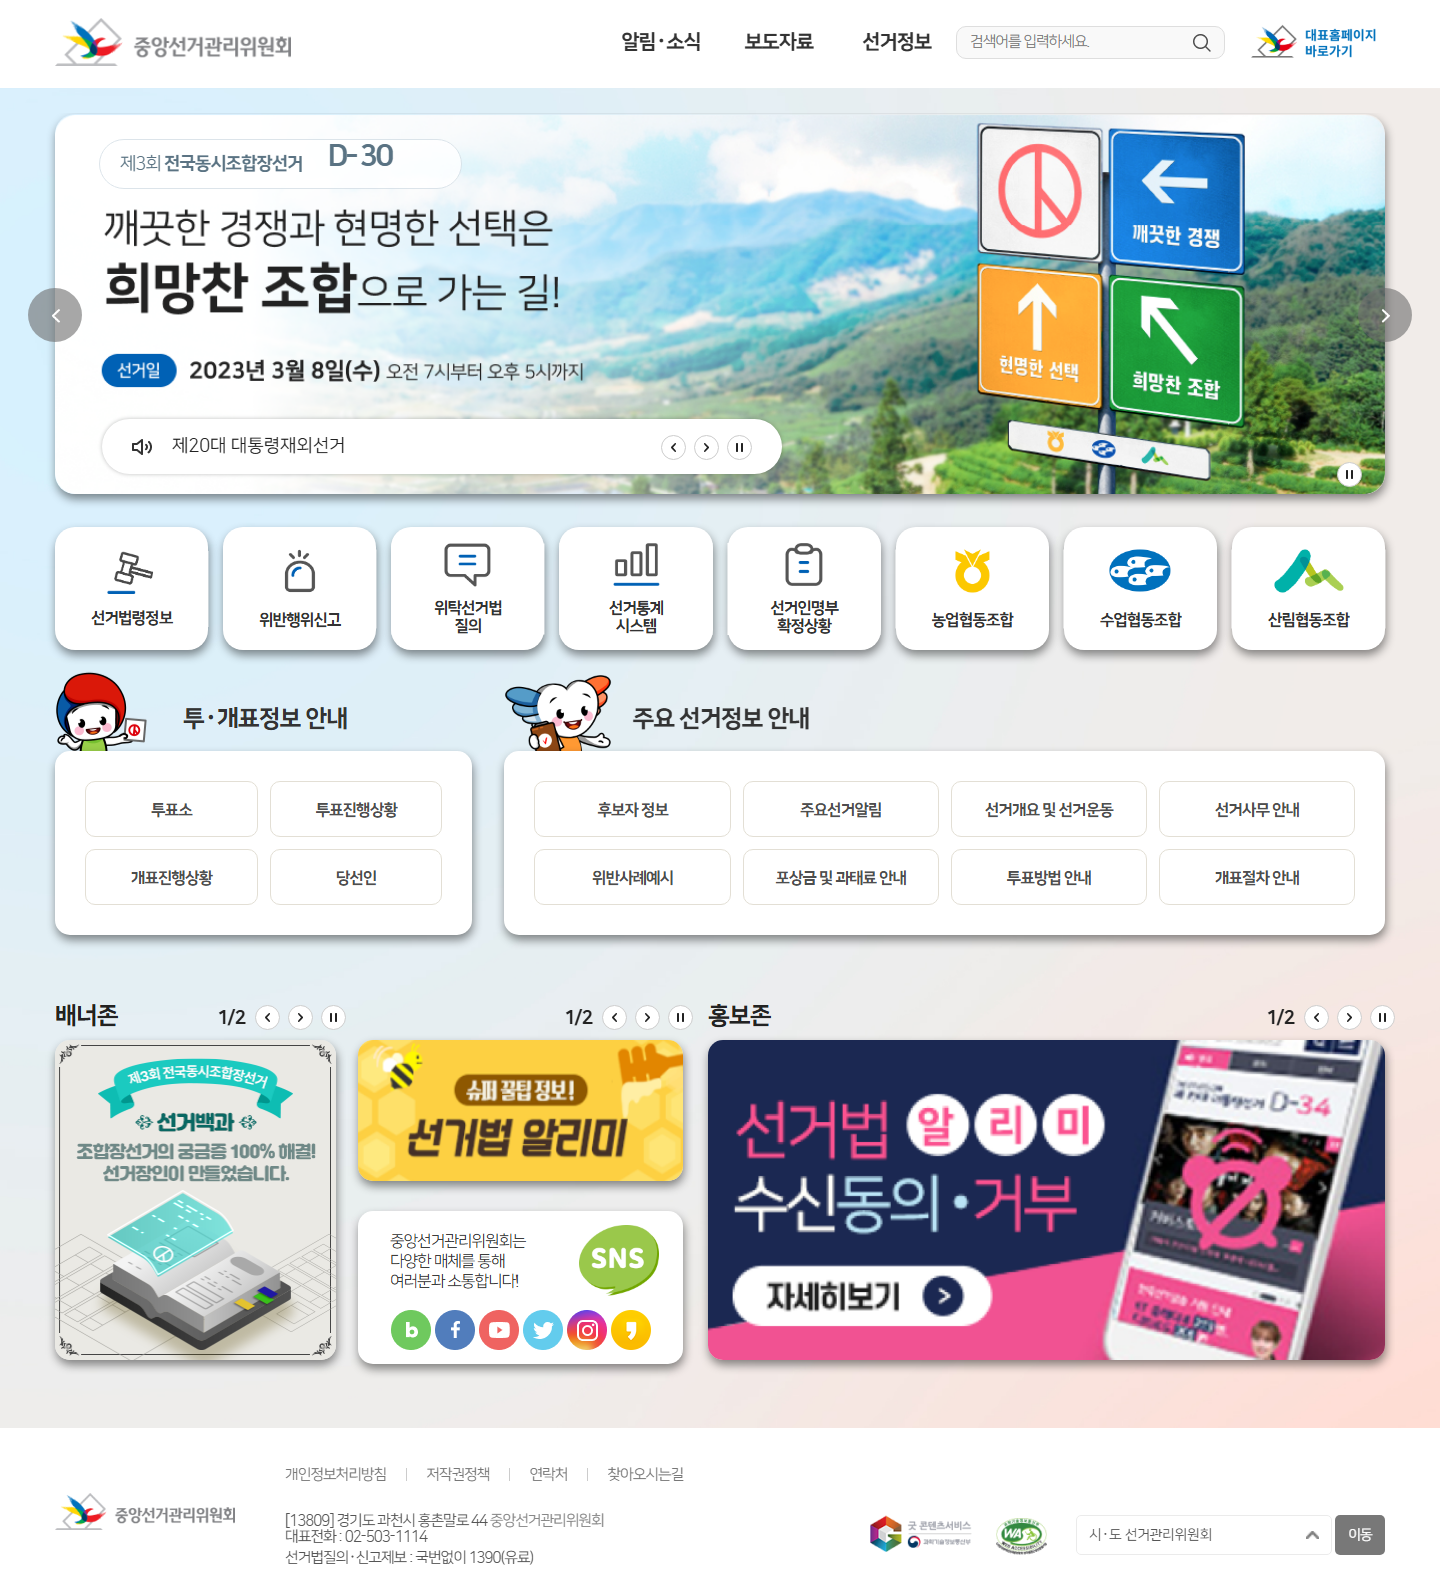 중앙선거관리위원회
알림·소식
보도자료
선거정보
검색어를 입력하세요.
대표홈페이지
바로가기
제3회 전국동시조합장선거
D-30
깨끗한 경쟁과 현명한 선택은
희망찬 조합으로 가는 길!
선거일
2023년 3월 8일(수) 오전 7시부터 오후 5시까지
제20대 대통령재외선거
깨끗한 경쟁
현명한 선택
희망찬 조합
선거법령정보
위반행위신고
위탁선거법
질의
선거통계
시스템
선거인명부
확정상황
농업협동조합
수업협동조합
산림협동조합
투·개표정보 안내
투표소
투표진행상황
개표진행상황
당선인
주요 선거정보 안내
후보자 정보
주요선거알림
선거개요 및 선거운동
선거사무 안내
위반사례예시
포상금 및 과태료 안내
투표방법 안내
개표절차 안내
배너존
1/2
제3회 전국동시조합장선거
선거백과
조합장선거의 궁금증 100% 해결!
선거장인이 만들었습니다.
1/2
슈퍼 꿀팁 정보!
선거법 알리미
중앙선거관리위원회는
다양한 매체를 통해
여러분과 소통합니다!
SNS
홍보존
1/2
선거법 알리미
수신동의·거부
자세히보기
D-34
중앙선거관리위원회
개인정보처리방침
저작권정책
연락처
찾아오시는길
[13809] 경기도 과천시 홍촌말로 44 중앙선거관리위원회
대표전화 : 02-503-1114
선거법질의·신고제보 : 국번없이 1390(유료)
굿 콘텐츠서비스
과학기술정보통신부
WA
시·도 선거관리위원회
이동